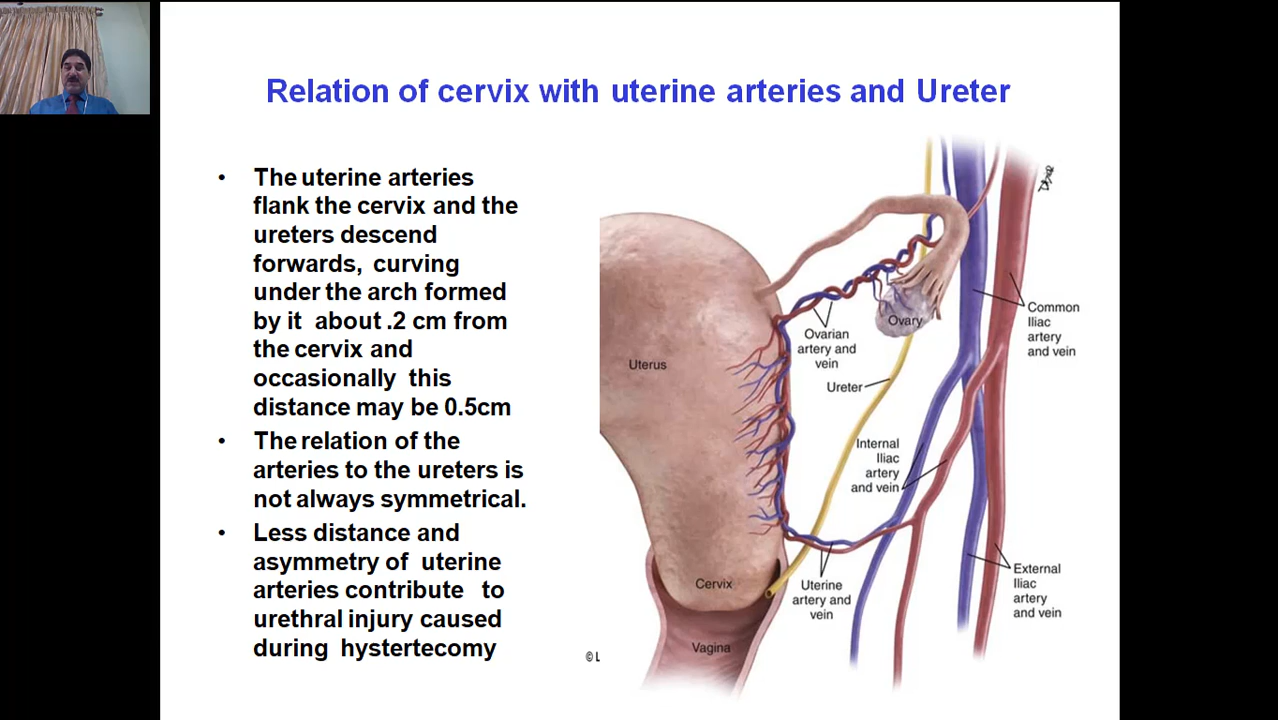 Relation of cervix with uterine arteries and Ureter
• The uterine arteries
flank the cervix and the
ureters descend
forwards, curving
under the arch formed
by it about .2 cm from
the cervix and
occasionally this
distance may be 0.5cm
• The relation of the
arteries to the ureters is
not always symmetrical.
• Less distance and
asymmetry of uterine
arteries contribute to
urethral injury caused
during hystertecomy
Uterus
Ovary
Ovarian
artery and
vein
Ureter
Common
Iliac
artery
and vein
Internal
Iliac
artery
and vein
External
Iliac
artery
and vein
Uterine
artery and
vein
Cervix
Vagina
© L